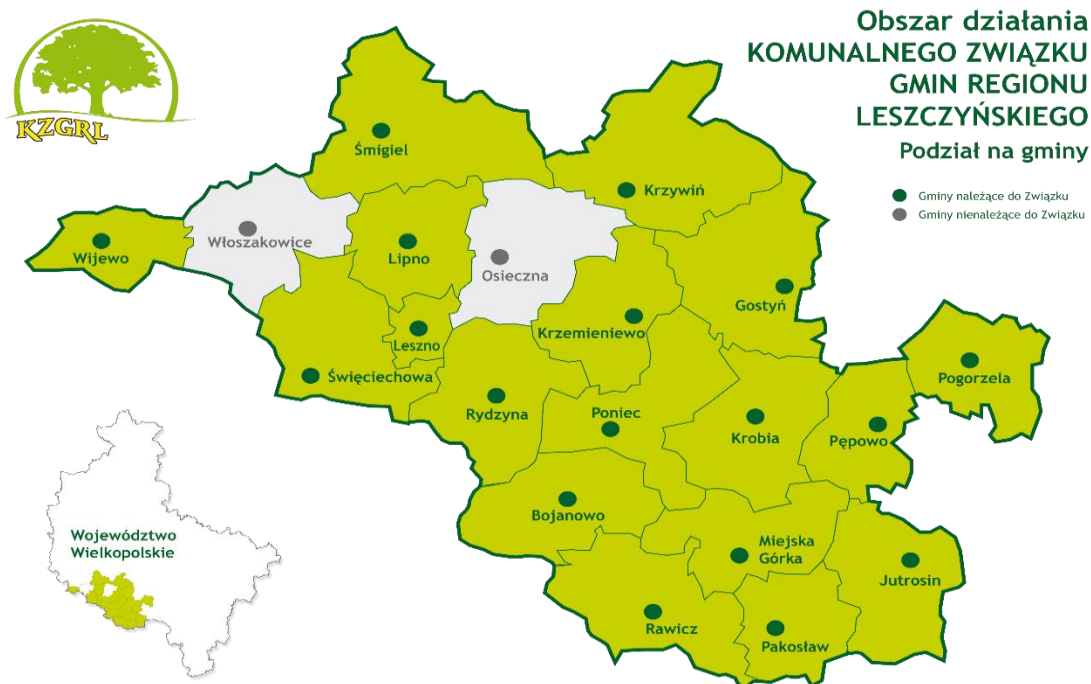 Obszar działania
KOMUNALNEGO ZWIĄZKU
GMIN REGIONU
LESZCZYŃSKIEGO
Podział na gminy
Gminy należące do Związku
Gminy nienależące do Związku
KZGRL
Śmigiel
Krzywiń
Włoszakowice
Wijewo
Lipno
Osieczna
Gostyń
Krzemieniewo
Leszno
Święciechowa
Pogorzela
Rydzyna
Poniec
Krobia
Pępowo
Bojanowo
Miejska
Górka
Jutrosin
Rawicz
Pakosław
Województwo
Wielkopolskie